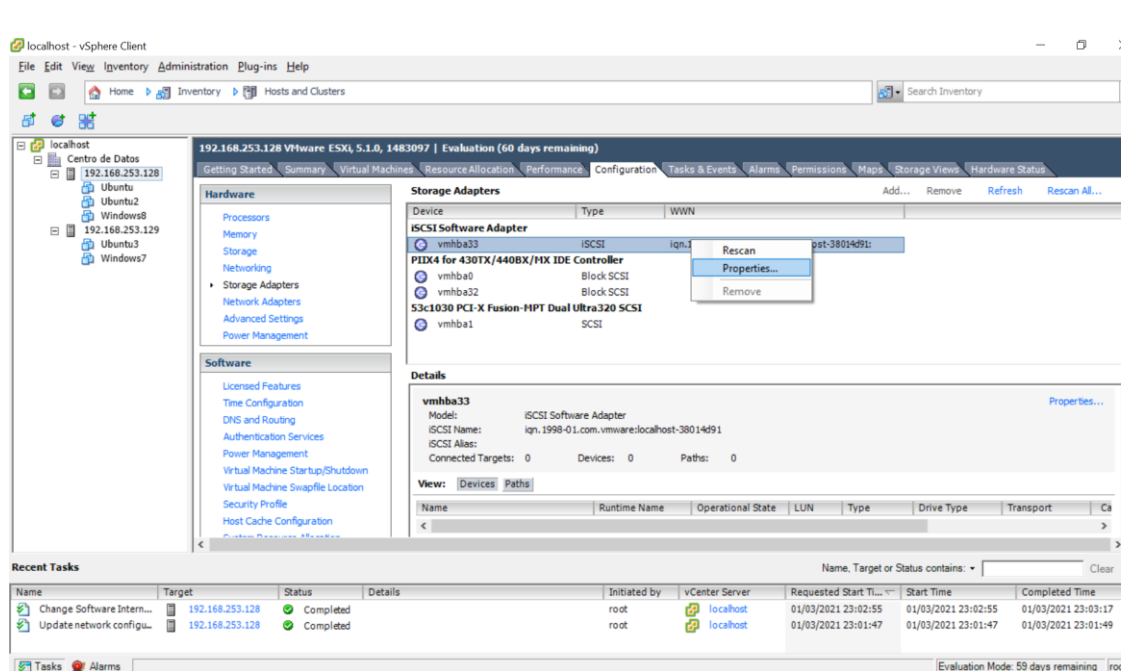 localhost - vSphere Client
File Edit View Inventory Administration Plug-ins Help
Home Inventory Hosts and Clusters Search Inventory
localhost
Centro de Datos
192.168.253.128
Ubuntu
Ubuntu2
Windows8
192.168.253.129
Ubuntu3
Windows7
192.168.253.128 VMware ESXi, 5.1.0, 1483097 | Evaluation (60 days remaining)
Getting Started Summary Virtual Machines Resource Allocation Performance Configuration Tasks & Events Alarms Permissions Maps Storage Views Hardware Status
Hardware
Processors
Memory
Storage
Networking
Storage Adapters
Network Adapters
Advanced Settings
Power Management
Software
Licensed Features
Time Configuration
DNS and Routing
Authentication Services
Power Management
Virtual Machine Startup/Shutdown
Virtual Machine Swapfile Location
Security Profile
Host Cache Configuration
System Resource Allocation
Storage Adapters Add... Remove Refresh Rescan All...
Device Type WWN
iSCSI Software Adapter
vmhba33 iSCSI iqn.1 ost-38014d91:
PIIX4 for 430TX/440BX/MX IDE Controller
vmhba0 Block SCSI
vmhba32 Block SCSI
53c1030 PCI-X Fusion-MPT Dual Ultra320 SCSI
vmhba1 SCSI
Rescan
Properties...
Remove
Details
vmhba33 Properties...
Model: iSCSI Software Adapter
iSCSI Name: iqn.1998-01.com.vmware:localhost-38014d91
iSCSI Alias:
Connected Targets: 0 Devices: 0 Paths: 0
View: Devices Paths
Name Runtime Name Operational State LUN Type Drive Type Transport Ca
Recent Tasks Name, Target or Status contains: Clear
Name Target Status Details Initiated by vCenter Server Requested Start Ti... Start Time Completed Time
Change Software Intern... 192.168.253.128 Completed root localhost 01/03/2021 23:02:55 01/03/2021 23:02:55 01/03/2021 23:03:17
Update network configu... 192.168.253.128 Completed root localhost 01/03/2021 23:01:47 01/03/2021 23:01:47 01/03/2021 23:01:49
Tasks Alarms Evaluation Mode: 59 days remaining roo